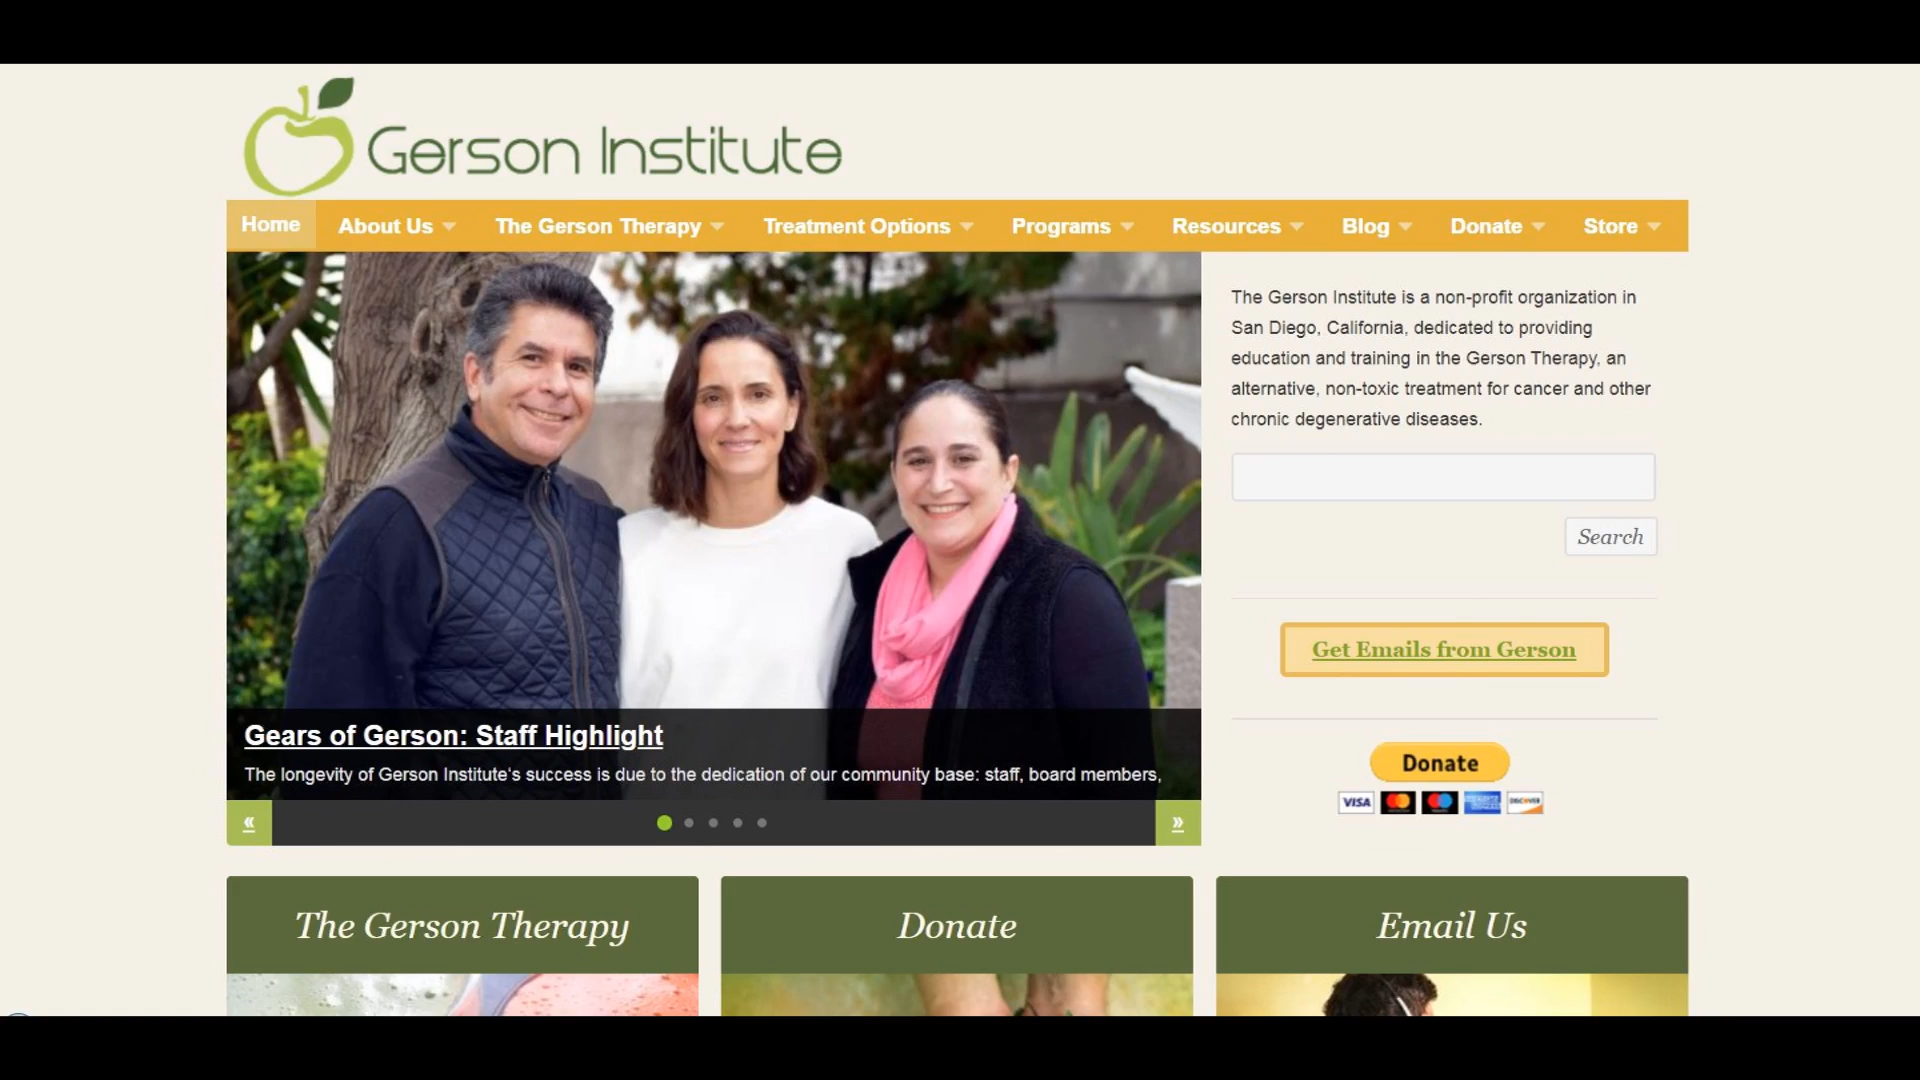 Gerson Institute
Home About Us The Gerson Therapy Treatment Options Programs Resources Blog Donate Store
The Gerson Institute is a non-profit organization in
San Diego, California, dedicated to providing
education and training in the Gerson Therapy, an
alternative, non-toxic treatment for cancer and other
chronic degenerative diseases.
Search
Get Emails from Gerson
Donate
VISA
DISCOVER
Gears of Gerson: Staff Highlight
The longevity of Gerson Institute's success is due to the dedication of our community base: staff, board members,
« »
The Gerson Therapy
Donate
Email Us